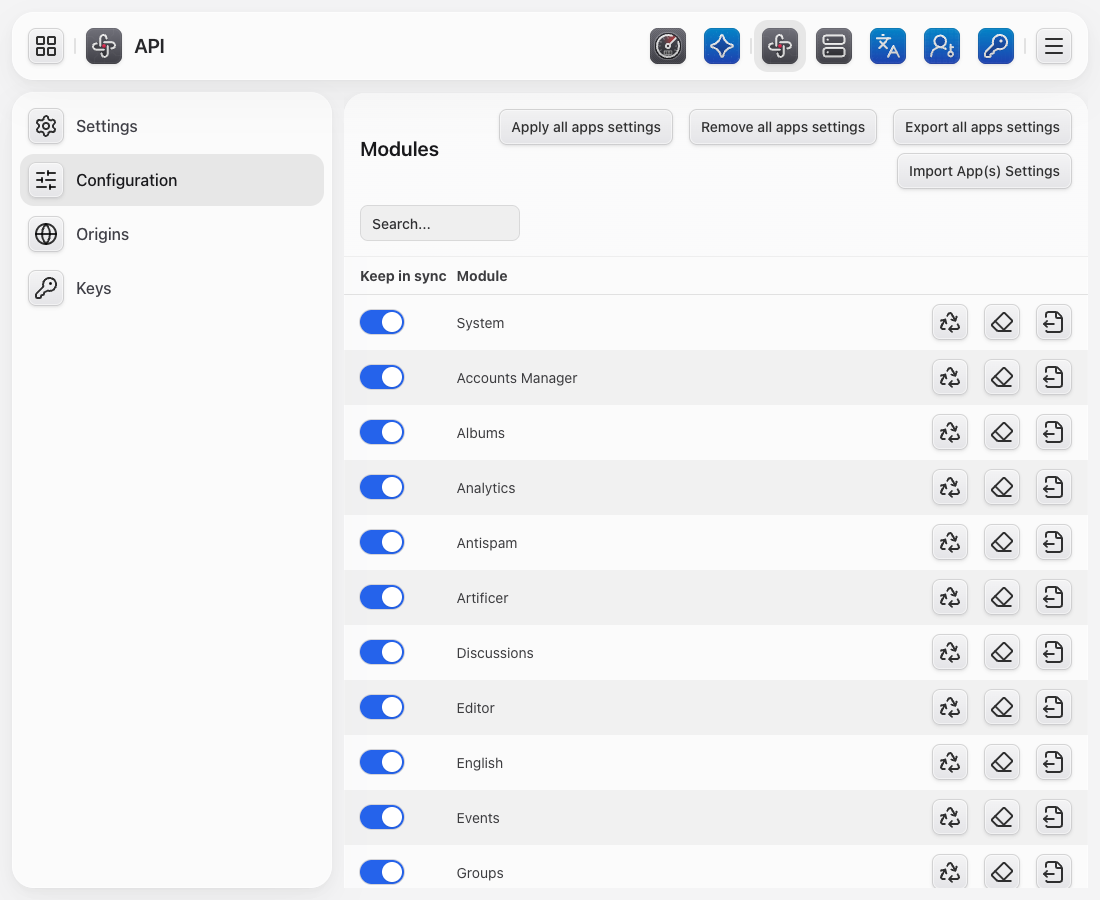 API
Settings
Configuration
Origins
Keys
Modules
Apply all apps settings
Remove all apps settings
Export all apps settings
Import App(s) Settings
Search...
Keep in sync Module
System
Accounts Manager
Albums
Analytics
Antispam
Artificer
Discussions
Editor
English
Events
Groups